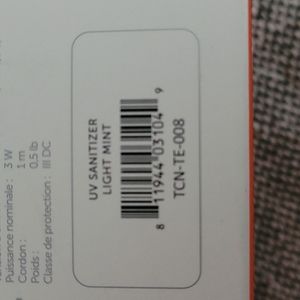 Puissance nominale : 3 W
Cordon : 1 m
Poids : 0.5 lb
Classe de protection : III DC
UV SANITIZER
LIGHT MINT
8 11944 03104 9
TCN-TE-008